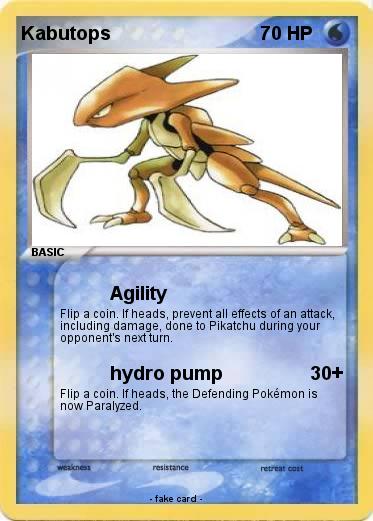 Kabutops 70 HP
BASIC
Agility
Flip a coin. If heads, prevent all effects of an attack,
including damage, done to Pikatchu during your
opponent's next turn.
hydro pump 30+
Flip a coin. If heads, the Defending Pokémon is
now Paralyzed.
weakness resistance retreat cost
- fake card -